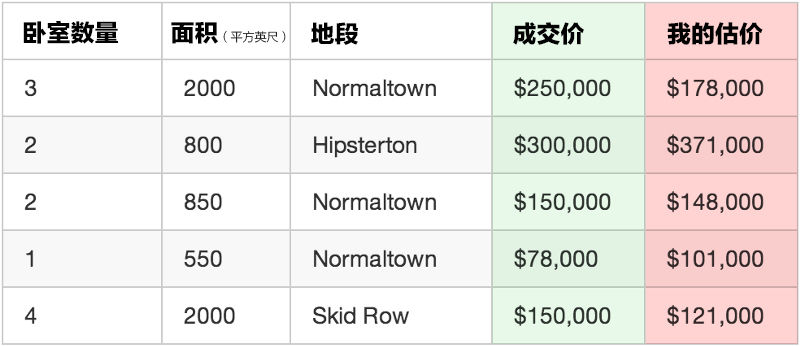 卧室数量 面积（平方英尺） 地段 成交价 我的估价
3 2000 Normaltown $250,000 $178,000
2 800 Hipsterton $300,000 $371,000
2 850 Normaltown $150,000 $148,000
1 550 Normaltown $78,000 $101,000
4 2000 Skid Row $150,000 $121,000